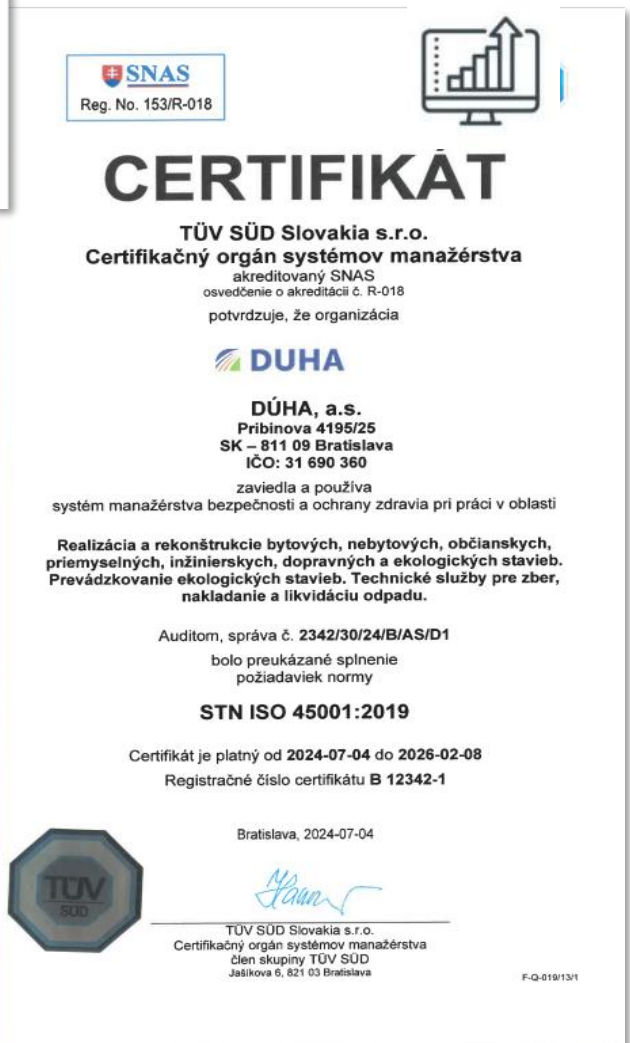 SNAS
Reg. No. 153/R-018
CERTIFIKÁT
TÜV SÜD Slovakia s.r.o.
Certifikačný orgán systémov manažérstva
akreditovaný SNAS
osvedčenie o akreditácii č. R-018
potvrdzuje, že organizácia
DUHA
DÚHA, a.s.
Pribinova 4195/25
SK – 811 09 Bratislava
IČO: 31 690 360
zaviedla a používa
systém manažérstva bezpečnosti a ochrany zdravia pri práci v oblasti
Realizácia a rekonštrukcie bytových, nebytových, občianskych,
priemyselných, inžinierskych, dopravných a ekologických stavieb.
Prevádzkovanie ekologických stavieb. Technické služby pre zber,
nakladanie a likvidáciu odpadu.
Auditom, správa č. 2342/30/24/B/AS/D1
bolo preukázané splnenie
požiadaviek normy
STN ISO 45001:2019
Certifikát je platný od 2024-07-04 do 2026-02-08
Registračné číslo certifikátu B 12342-1
Bratislava, 2024-07-04
TÜV
SÜD
TÜV SÜD Slovakia s.r.o.
Certifikačný orgán systémov manažérstva
člen skupiny TÜV SÜD
Jašíkova 6, 821 03 Bratislava
F-Q-019/13/1